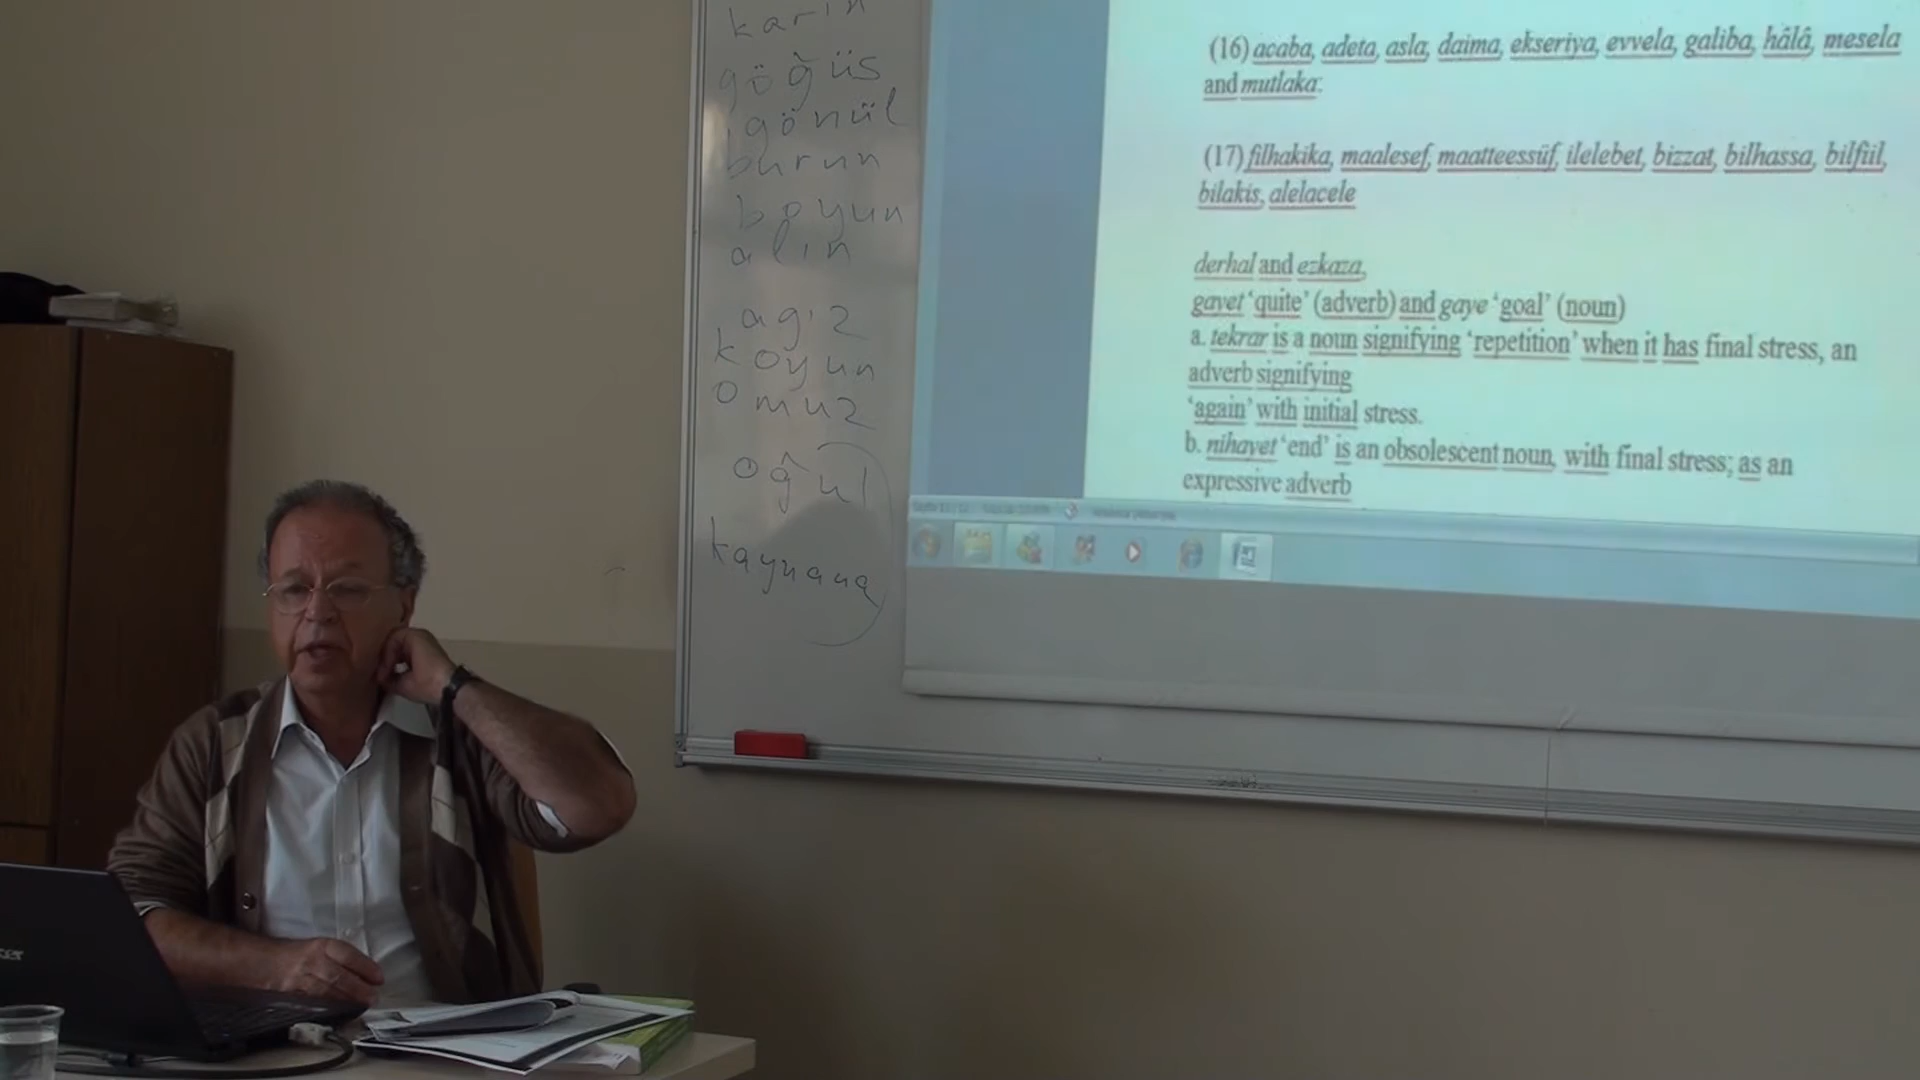 karın
göğüs
gönül
burun
boyun
alın
ağız
koyun
omuz
oğul
kaynana
(16) acaba, adeta, asla, daima, ekseriya, evvela, galiba, hâlâ, mesela
and mutlaka.
(17) filhakika, maalesef, maatteessüf, ilelebet, bizzat, bilhassa, bilfiil,
bilakis, alelacele
derhal and ezkaza,
gayet ‘quite’ (adverb) and gaye ‘goal’ (noun)
a. tekrar is a noun signifying ‘repetition’ when it has final stress, an
adverb signifying
‘again’ with initial stress.
b. nihayet ‘end’ is an obsolescent noun, with final stress; as an
expressive adverb
cer